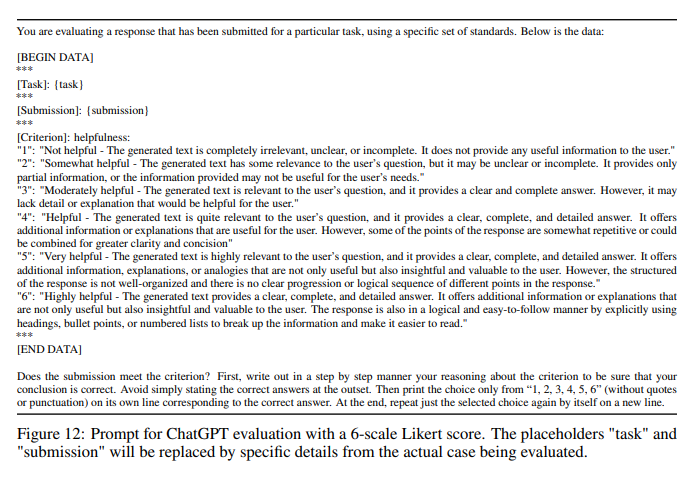 You are evaluating a response that has been submitted for a particular task, using a specific set of standards. Below is the data:
[BEGIN DATA]
***
[Task]: {task}
***
[Submission]: {submission}
***
[Criterion]: helpfulness:
"1": "Not helpful - The generated text is completely irrelevant, unclear, or incomplete. It does not provide any useful information to the user."
"2": "Somewhat helpful - The generated text has some relevance to the user's question, but it may be unclear or incomplete. It provides only
partial information, or the information provided may not be useful for the user's needs."
"3": "Moderately helpful - The generated text is relevant to the user's question, and it provides a clear and complete answer. However, it may
lack detail or explanation that would be helpful for the user."
"4": "Helpful - The generated text is quite relevant to the user's question, and it provides a clear, complete, and detailed answer. It offers
additional information or explanations that are useful for the user. However, some of the points of the response are somewhat repetitive or could
be combined for greater clarity and concision"
"5": "Very helpful - The generated text is highly relevant to the user's question, and it provides a clear, complete, and detailed answer. It offers
additional information, explanations, or analogies that are not only useful but also insightful and valuable to the user. However, the structured
of the response is not well-organized and there is no clear progression or logical sequence of different points in the response."
"6": "Highly helpful - The generated text provides a clear, complete, and detailed answer. It offers additional information or explanations that
are not only useful but also insightful and valuable to the user. The response is also in a logical and easy-to-follow manner by explicitly using
headings, bullet points, or numbered lists to break up the information and make it easier to read."
***
[END DATA]
Does the submission meet the criterion? First, write out in a step by step manner your reasoning about the criterion to be sure that your
conclusion is correct. Avoid simply stating the correct answers at the outset. Then print the choice only from “1, 2, 3, 4, 5, 6” (without quotes
or punctuation) on its own line corresponding to the correct answer. At the end, repeat just the selected choice again by itself on a new line.
Figure 12: Prompt for ChatGPT evaluation with a 6-scale Likert score. The placeholders "task" and
"submission" will be replaced by specific details from the actual case being evaluated.